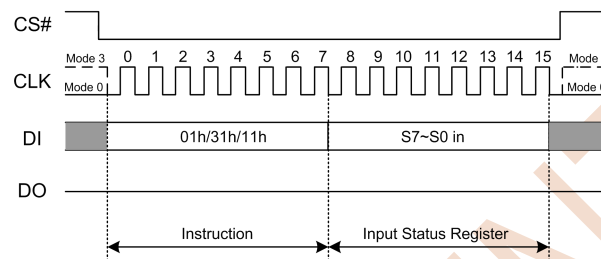 CS#
Mode 3 0 1 2 3 4 5 6 7 8 9 10 11 12 13 14 15 Mode
CLK
Mode 0 Mode
DI 01h/31h/11h S7~S0 in
DO
Instruction Input Status Register